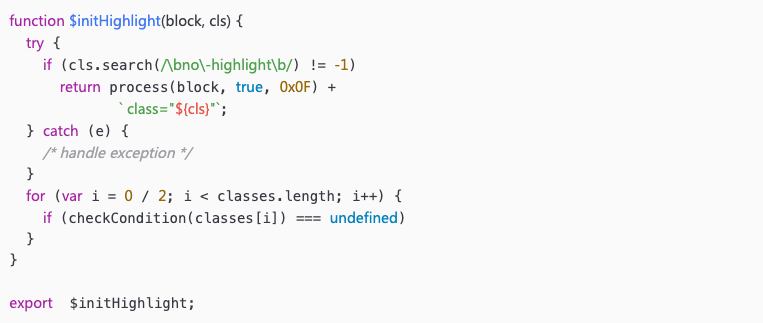 function $initHighlight(block, cls) {
  try {
    if (cls.search(/\bno\-highlight\b/) != -1)
      return process(block, true, 0x0F) +
             `class="${cls}"`;
  } catch (e) {
    /* handle exception */
  }
  for (var i = 0 / 2; i < classes.length; i++) {
    if (checkCondition(classes[i]) === undefined)
  }
}

export  $initHighlight;